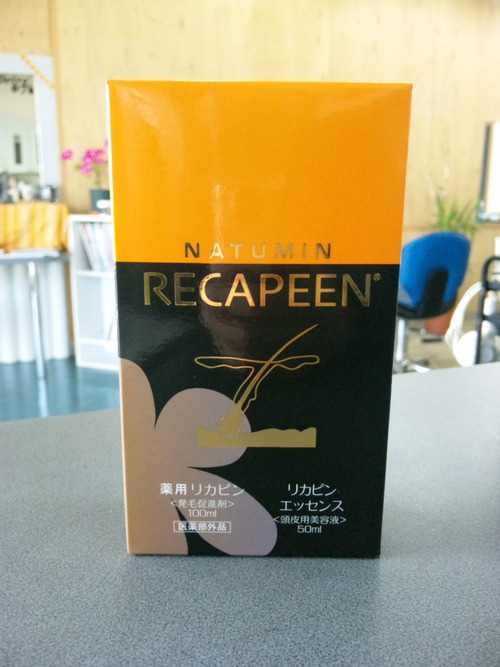 NATUMIN
RECAPEEN®
薬用リカピン
<発毛促進剤>
100ml
医薬部外品
リカピン
エッセンス
<頭皮用美容液>
50ml